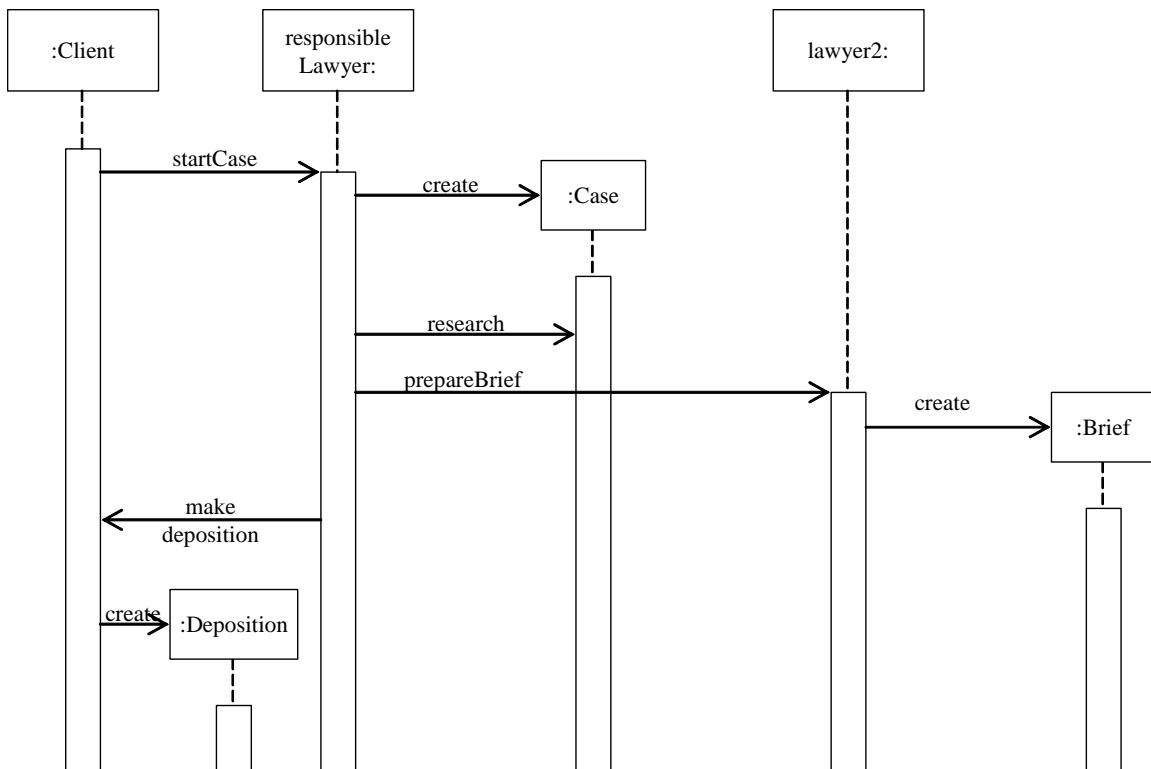 :Client
responsible
Lawyer:
lawyer2:
startCase
create
:Case
research
prepareBrief
create
:Brief
make
deposition
create
:Deposition